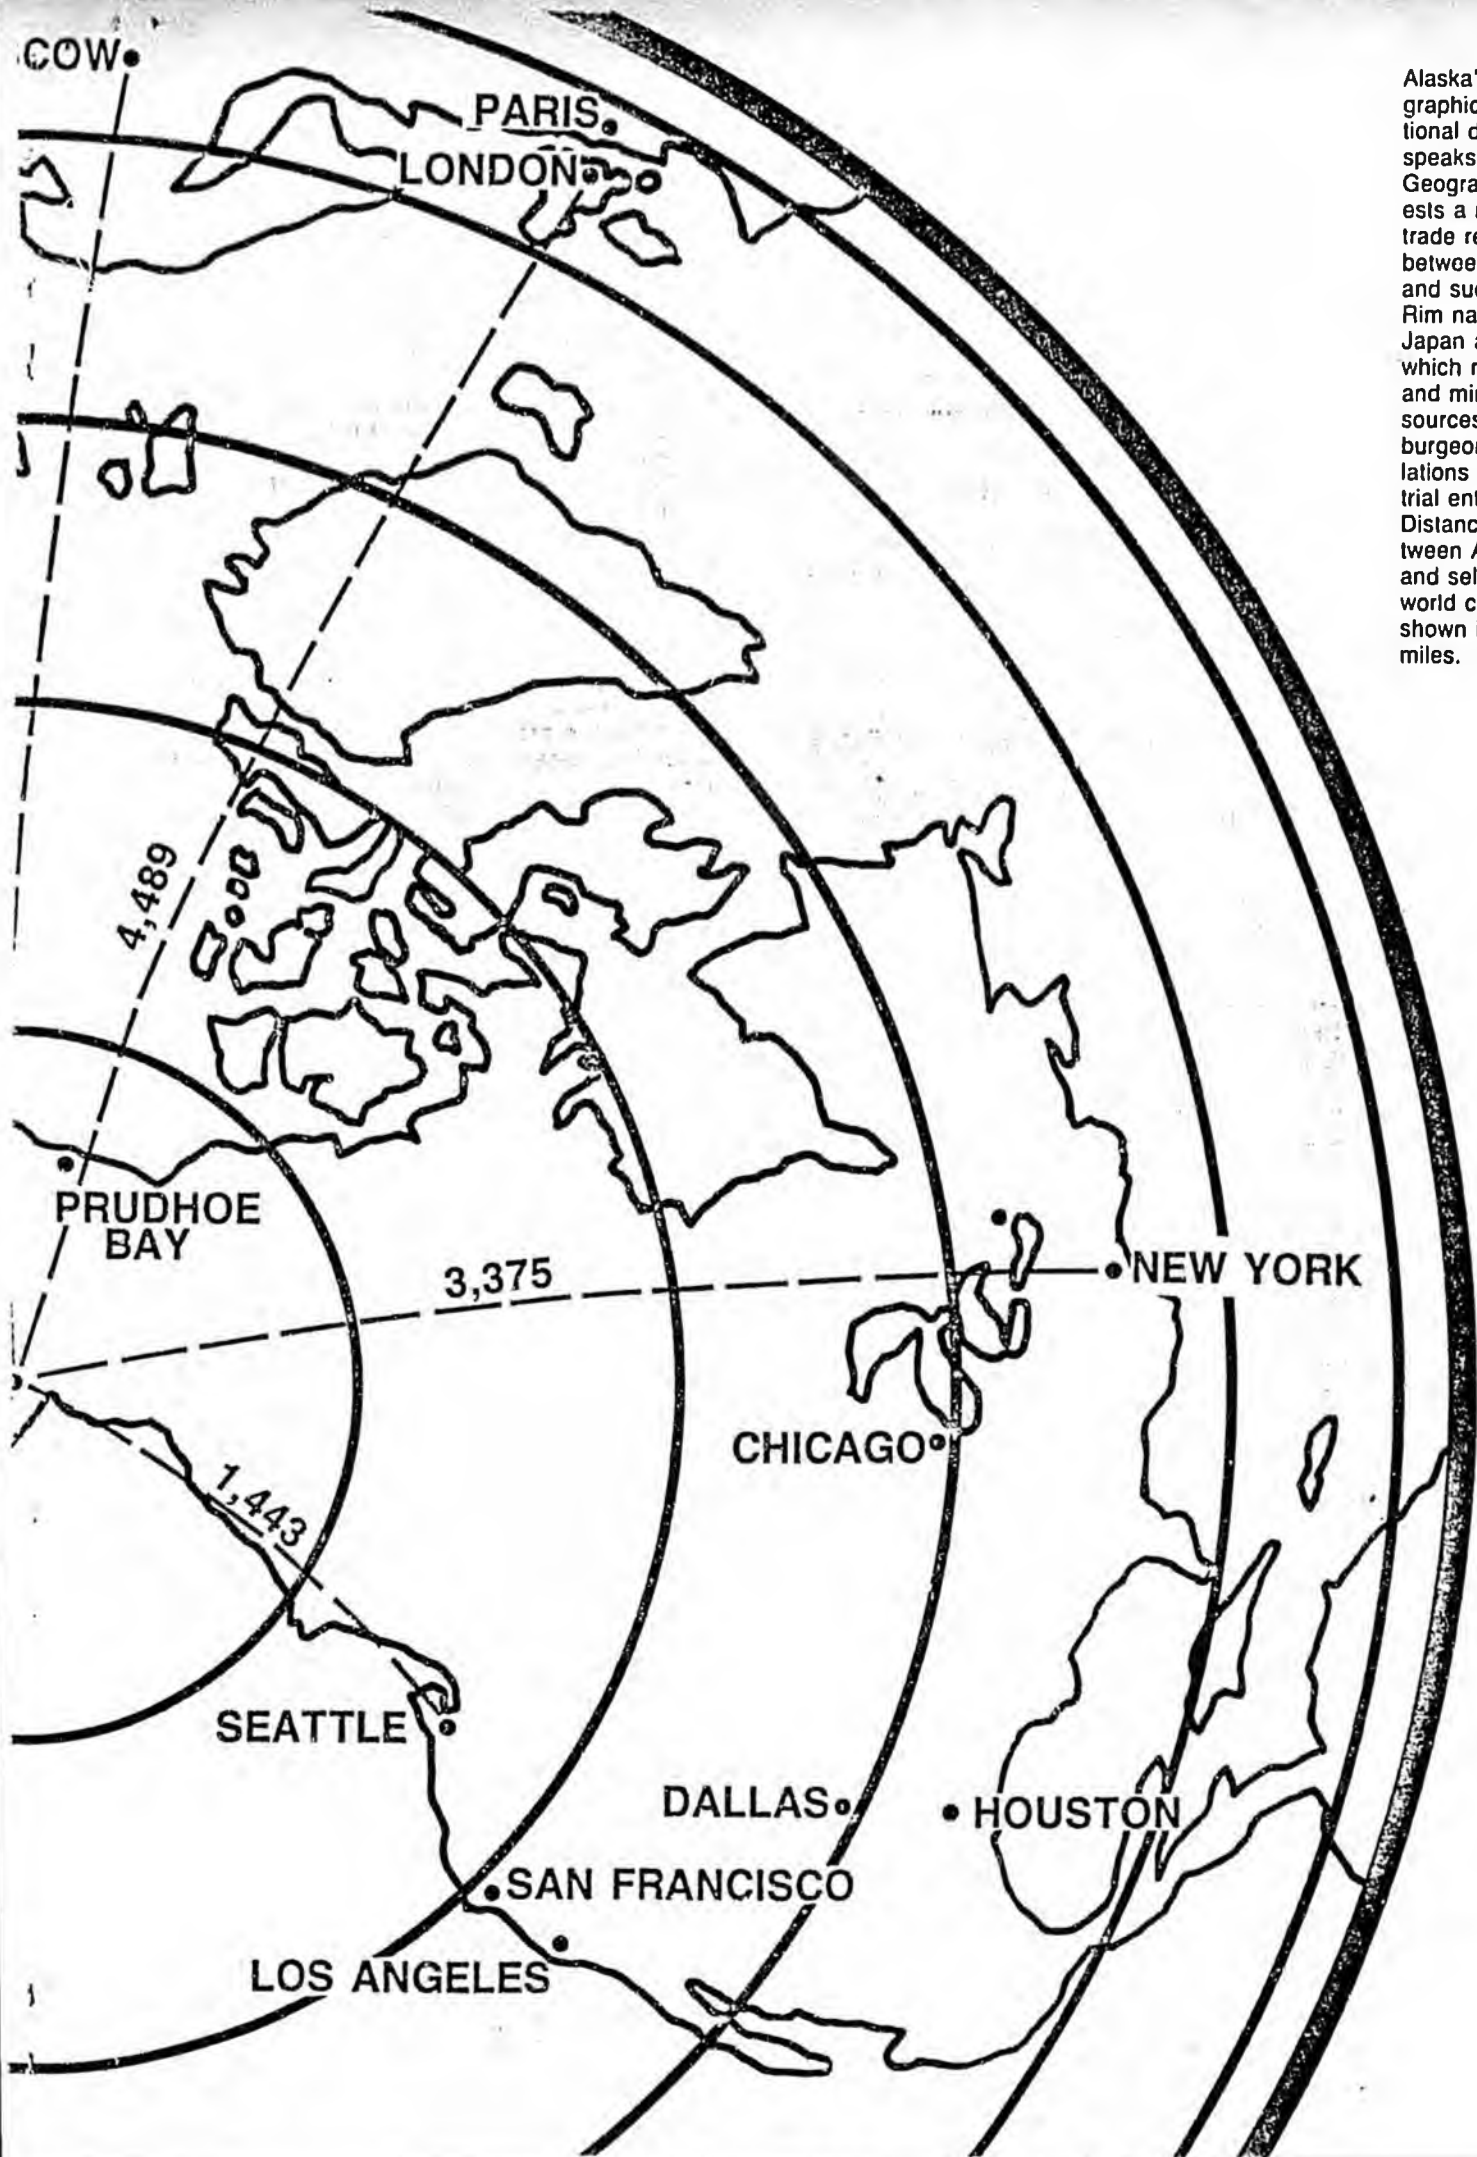 COW
PARIS
LONDON
4,489
PRUDHOE
BAY
3,375
NEW YORK
CHICAGO
1,443
SEATTLE
DALLAS
HOUSTON
SAN FRANCISCO
LOS ANGELES
Alaska'
graphic
tional d
speaks
Geogra
ests a
trade re
betwee
and suc
Rim na
Japan a
which r
and mi
sources
burgeo
lations
trial ent
Distanc
tween A
and sel
world c
shown
miles.